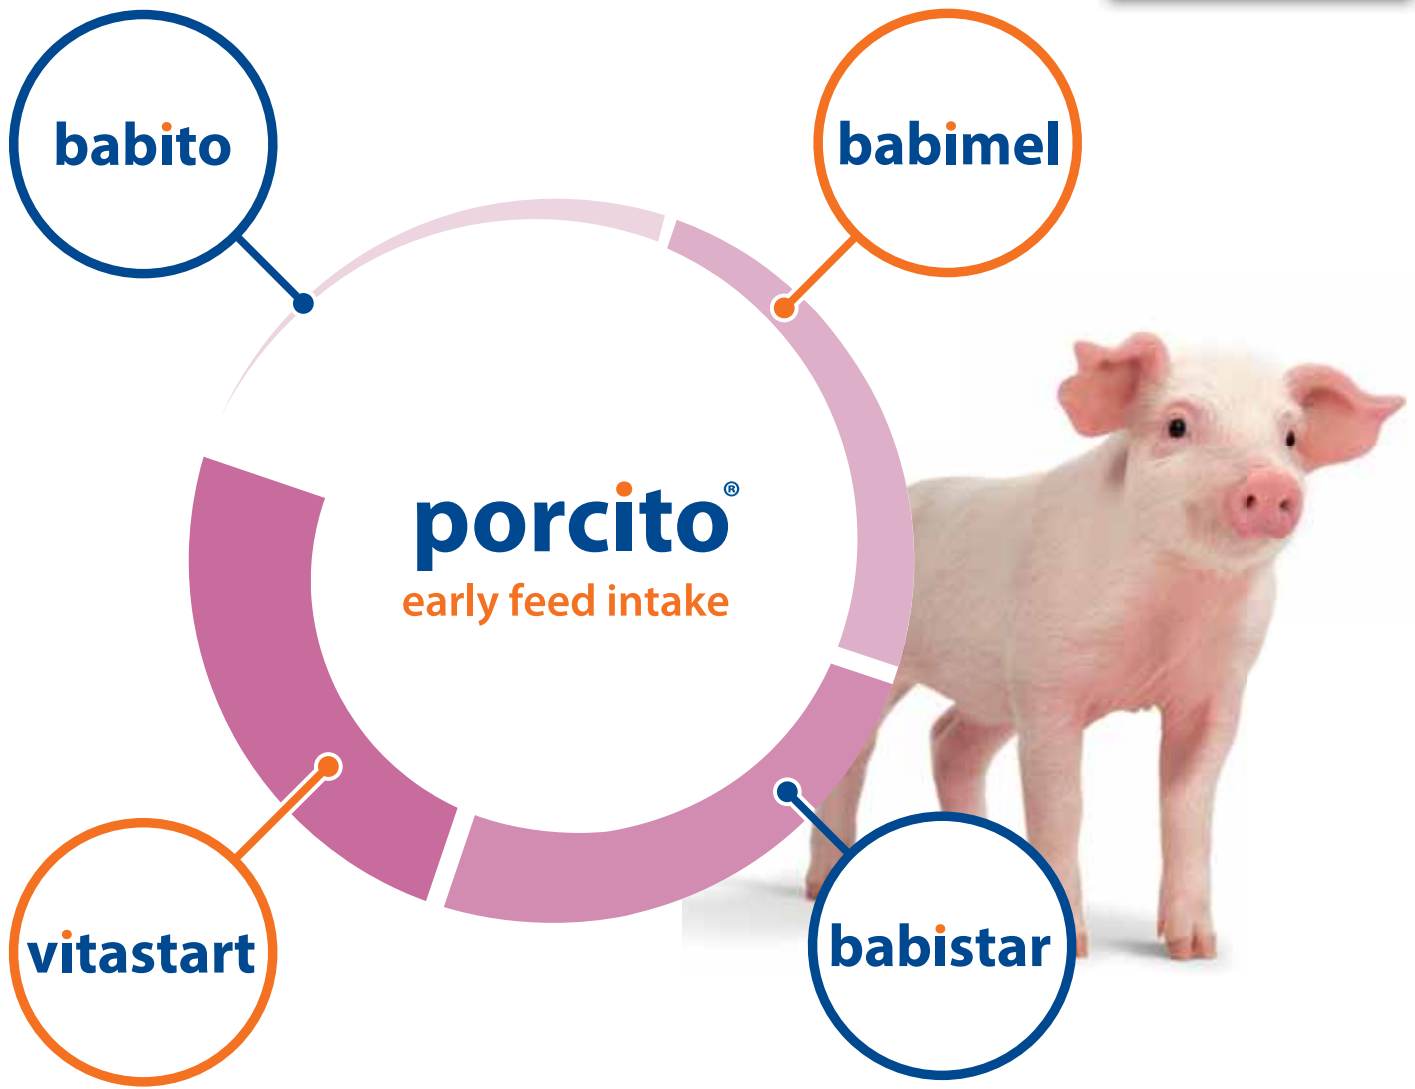 babito
babimel
porcito®
early feed intake
vitastart
babistar